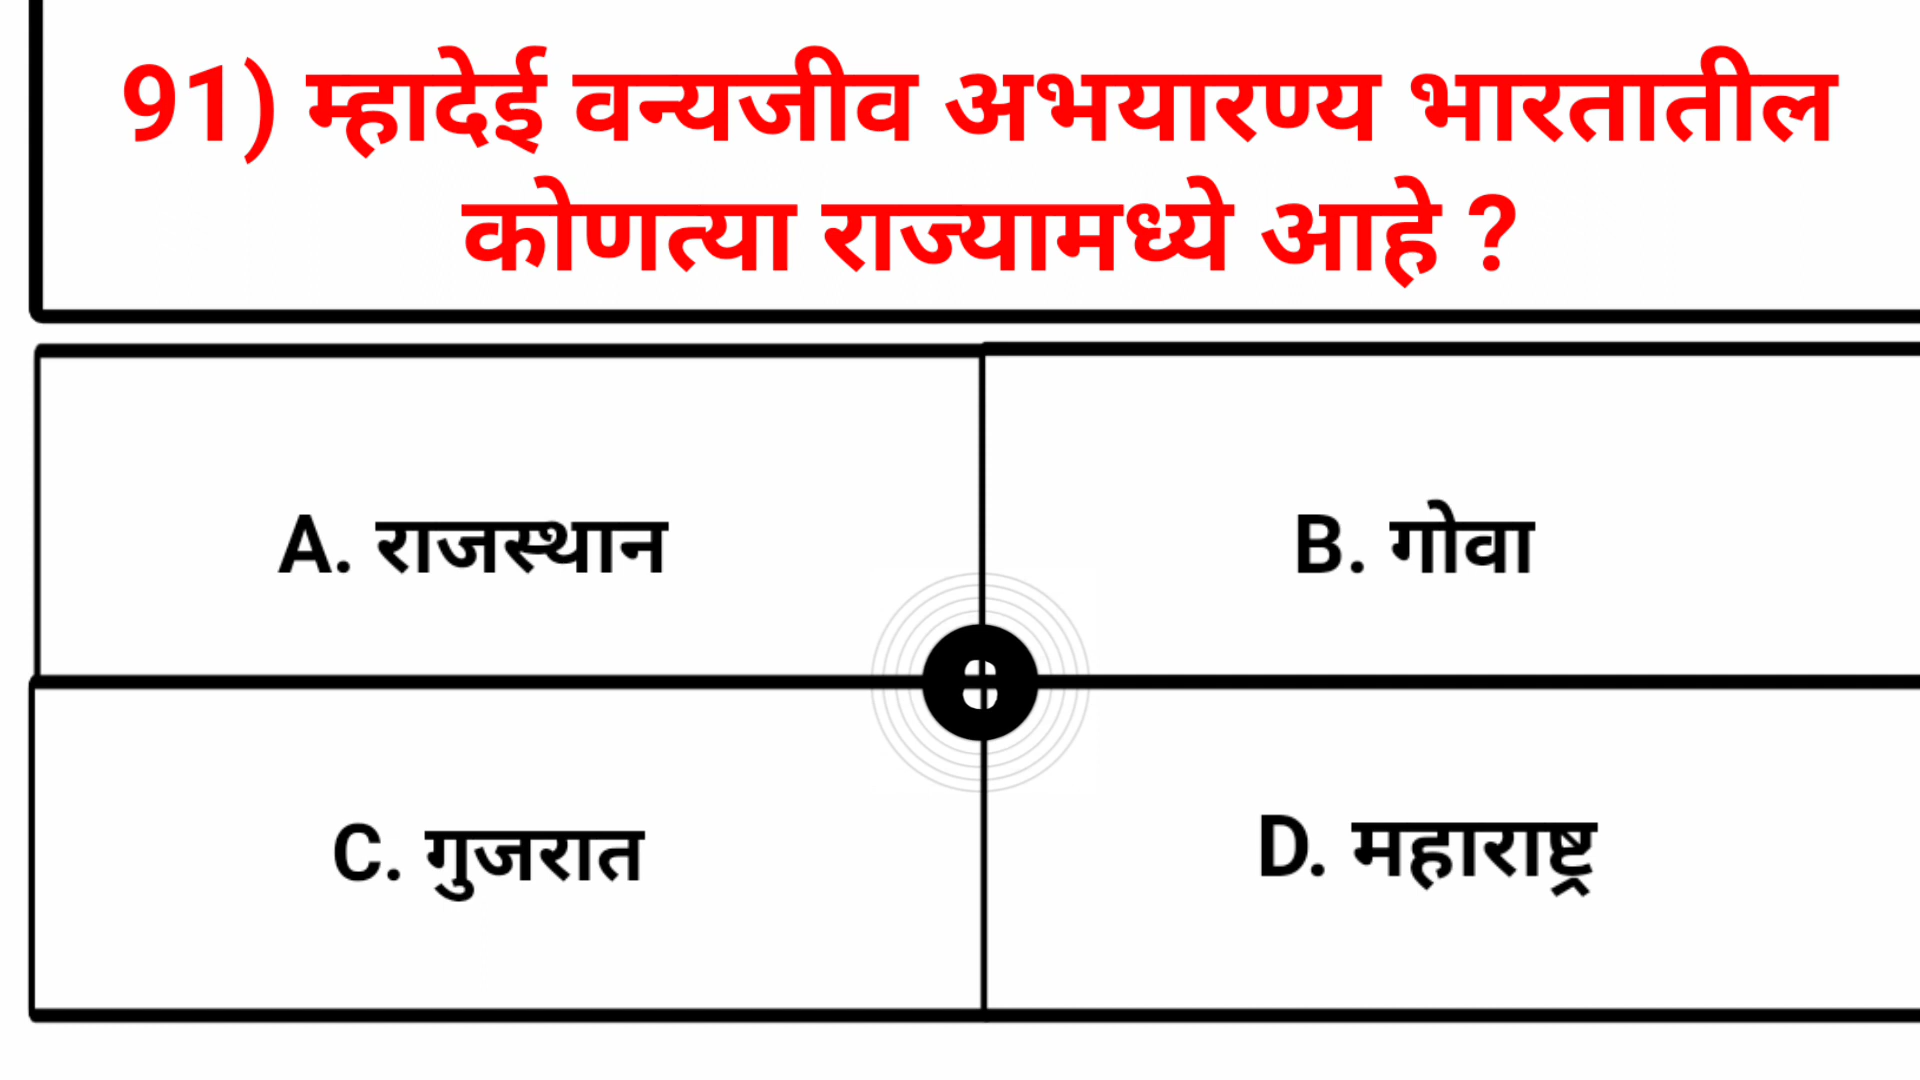 91) म्हादेई वन्यजीव अभयारण्य भारतातील
कोणत्या राज्यामध्ये आहे ?
A. राजस्थान
B. गोवा
C. गुजरात
D. महाराष्ट्र